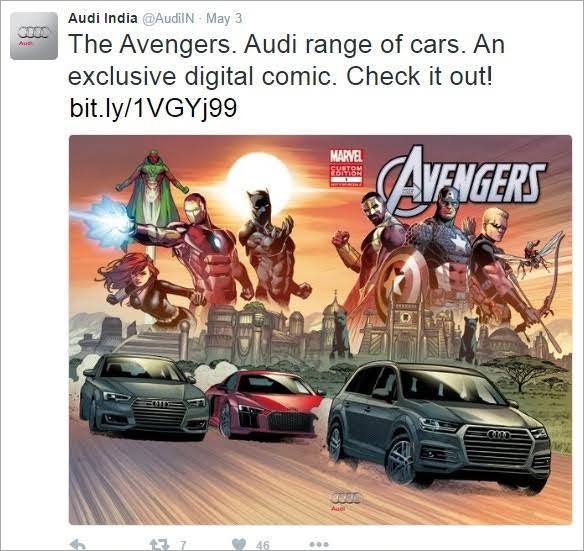 Audi India @AudiIN · May 3
The Avengers. Audi range of cars. An
exclusive digital comic. Check it out!
bit.ly/1VGYj99
Audi
MARVEL
CUSTOM
EDITION
1
AVENGERS
Audi
7 46